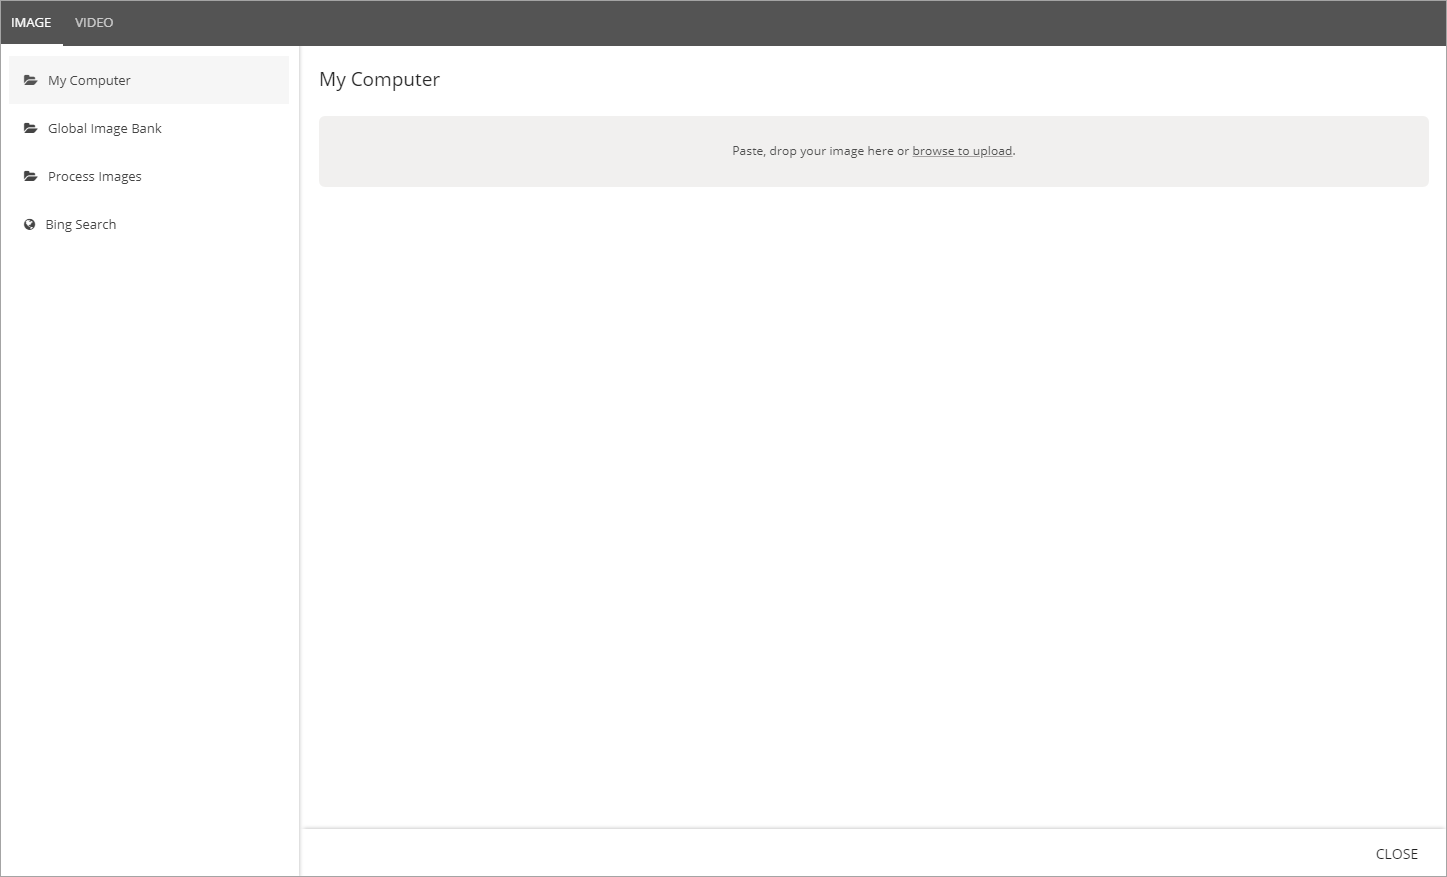 IMAGE VIDEO
My Computer
Global Image Bank
Process Images
Bing Search
My Computer
Paste, drop your image here or browse to upload.
CLOSE